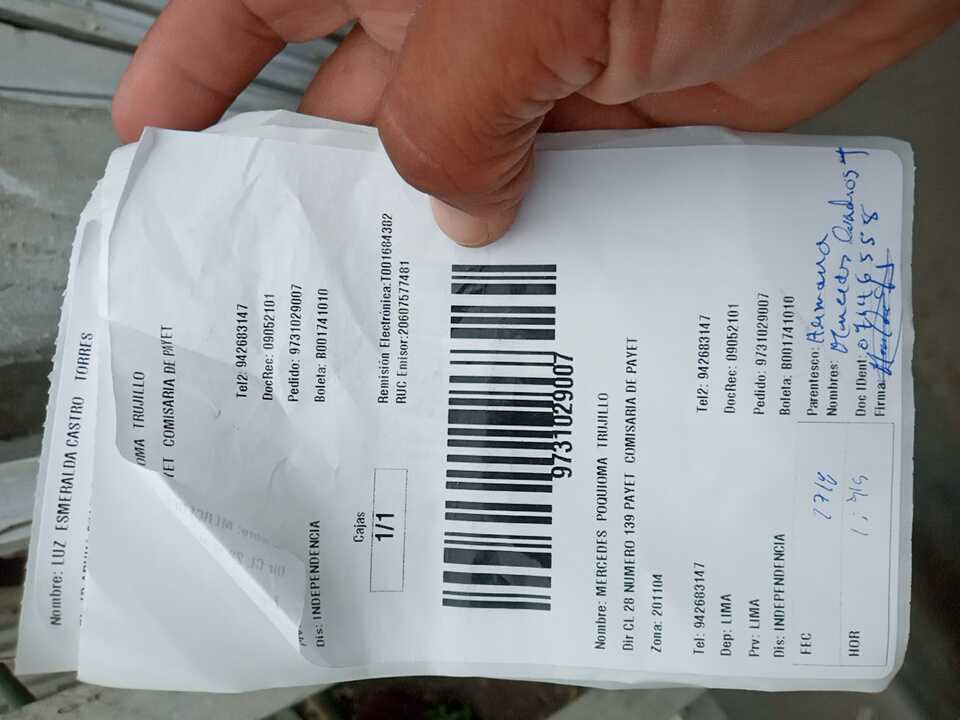 Nombre: LUZ ESMERALDA CASTRO TORRES
OMA TRUJILLO
YET COMISARIA DE PAYET
Dis: INDEPENDENCIA
Tel2: 942683147
DocRec: 09052101
Pedido: 9731029007
Boleta: B001741010
Cajas
1/1
Remisión Electrónica:T001684382
RUC Emisor:20607577481
9731029007
Nombre: MERCEDES POQUIOMA TRUJILLO
Dir CL 28 NUMERO 139 PAYET COMISARIA DE PAYET
Zona: 201104
Tel: 942683147
Tel2: 942683147
Dep: LIMA
DocRec: 09052101
Prv: LIMA
Pedido: 9731029007
Dis: INDEPENDENCIA
Boleta: B001741010
FEC
Parentesco: Hermana
Nombres:
HOR
Doc IDent:
Firma: